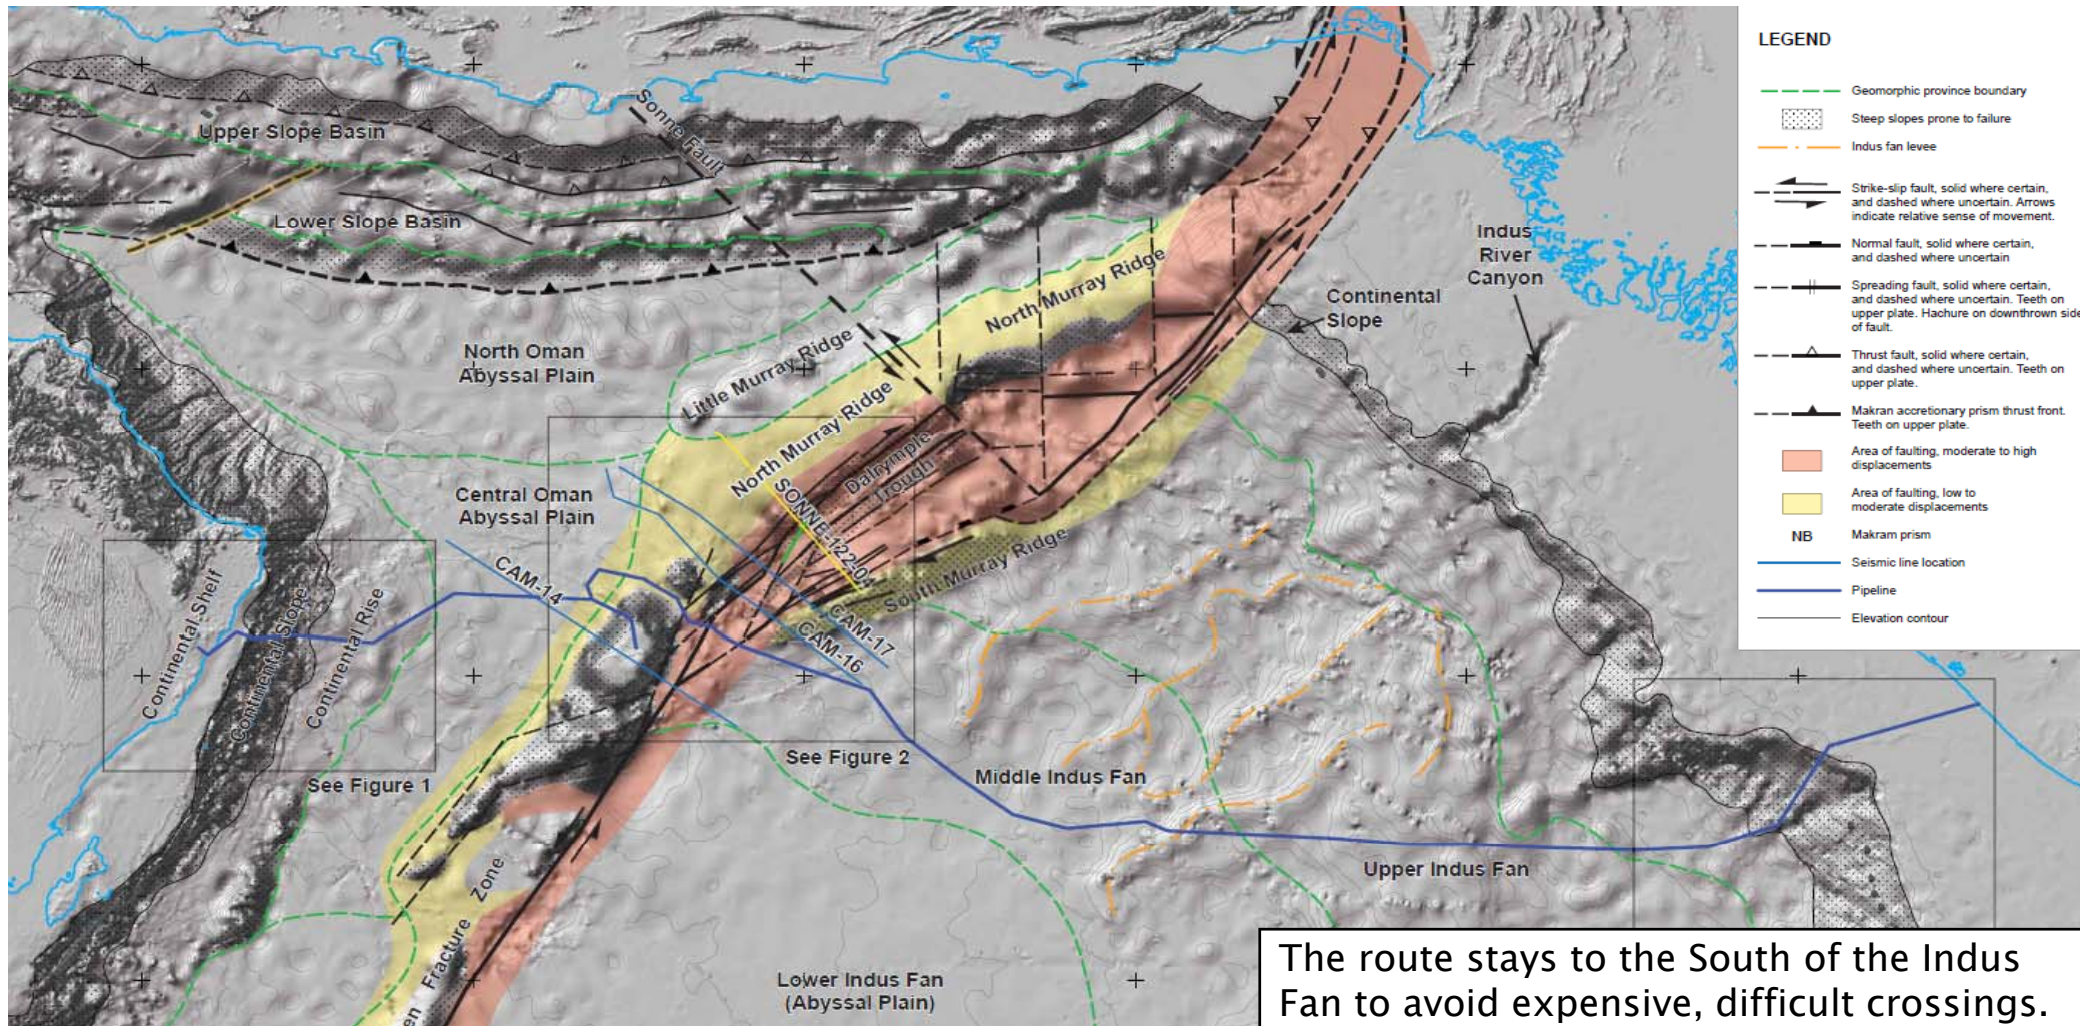 Sonne Fault
Upper Slope Basin
Lower Slope Basin
North Oman
Abyssal Plain
Little Murray Ridge
North Murray Ridge
North Murray Ridge
Dalrymple
Trough
SONNE-122-04
South Murray Ridge
Continental
Slope
Indus
River
Canyon
Central Oman
Abyssal Plain
CAM-14
CAM-17
CAM-16
Continental Shelf
Continental Slope
Continental Rise
See Figure 1
See Figure 2
Middle Indus Fan
Upper Indus Fan
Lower Indus Fan
(Abyssal Plain)
en Fracture Zone
LEGEND
Geomorphic province boundary
Steep slopes prone to failure
Indus fan levee
Strike-slip fault, solid where certain,
and dashed where uncertain. Arrows
indicate relative sense of movement.
Normal fault, solid where certain,
and dashed where uncertain
Spreading fault, solid where certain,
and dashed where uncertain. Teeth on
upper plate. Hachure on downthrown side
of fault.
Thrust fault, solid where certain,
and dashed where uncertain. Teeth on
upper plate.
Makran accretionary prism thrust front.
Teeth on upper plate.
Area of faulting, moderate to high
displacements
Area of faulting, low to
moderate displacements
NB Makram prism
Seismic line location
Pipeline
Elevation contour
The route stays to the South of the Indus
Fan to avoid expensive, difficult crossings.